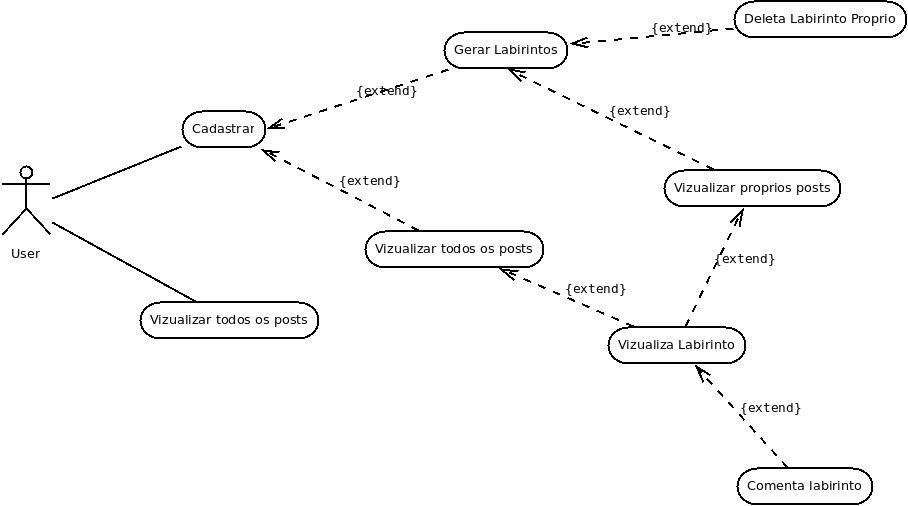 Deleta Labirinto Proprio
{extend}
Gerar Labirintos
{extend}
{extend}
Cadastrar
{extend}
Vizualizar proprios posts
User
Vizualizar todos os posts
{extend}
{extend}
Vizualizar todos os posts
Vizualiza Labirinto
{extend}
Comenta labirinto